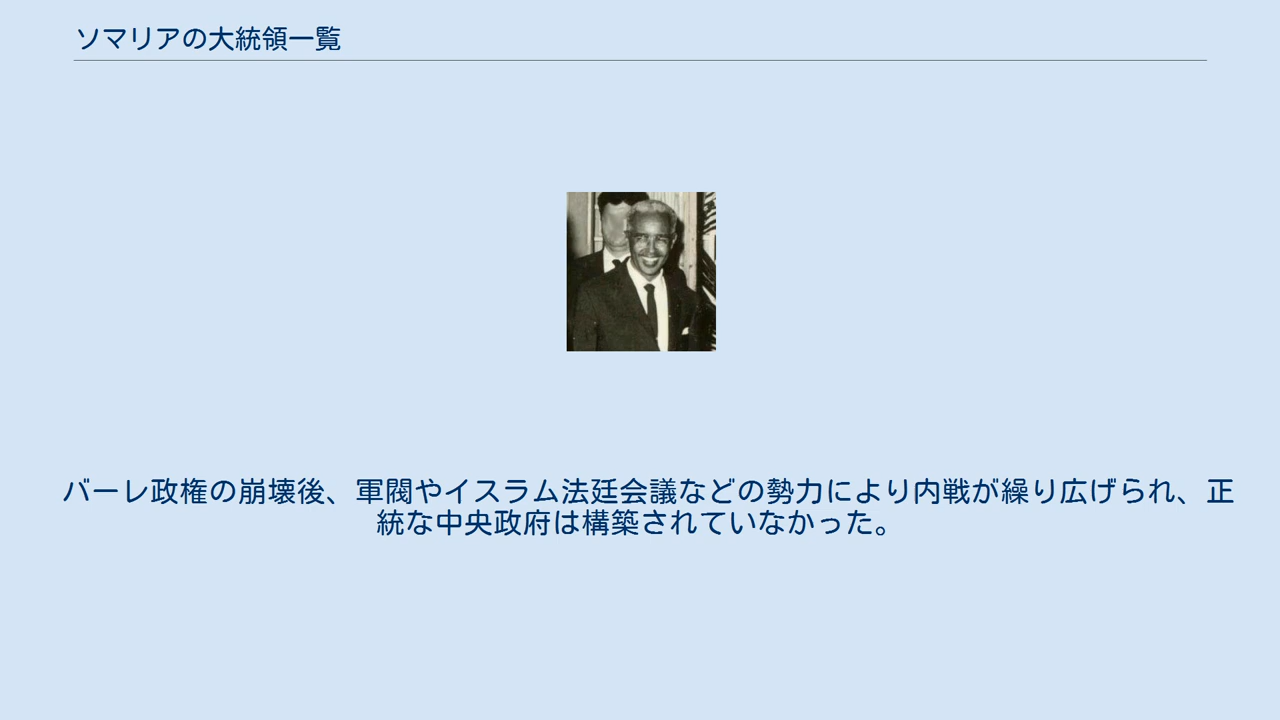 ソマリアの大統領一覧
バーレ政権の崩壊後、軍閥やイスラム法廷会議などの勢力により内戦が繰り広げられ、正
統な中央政府は構築されていなかった。